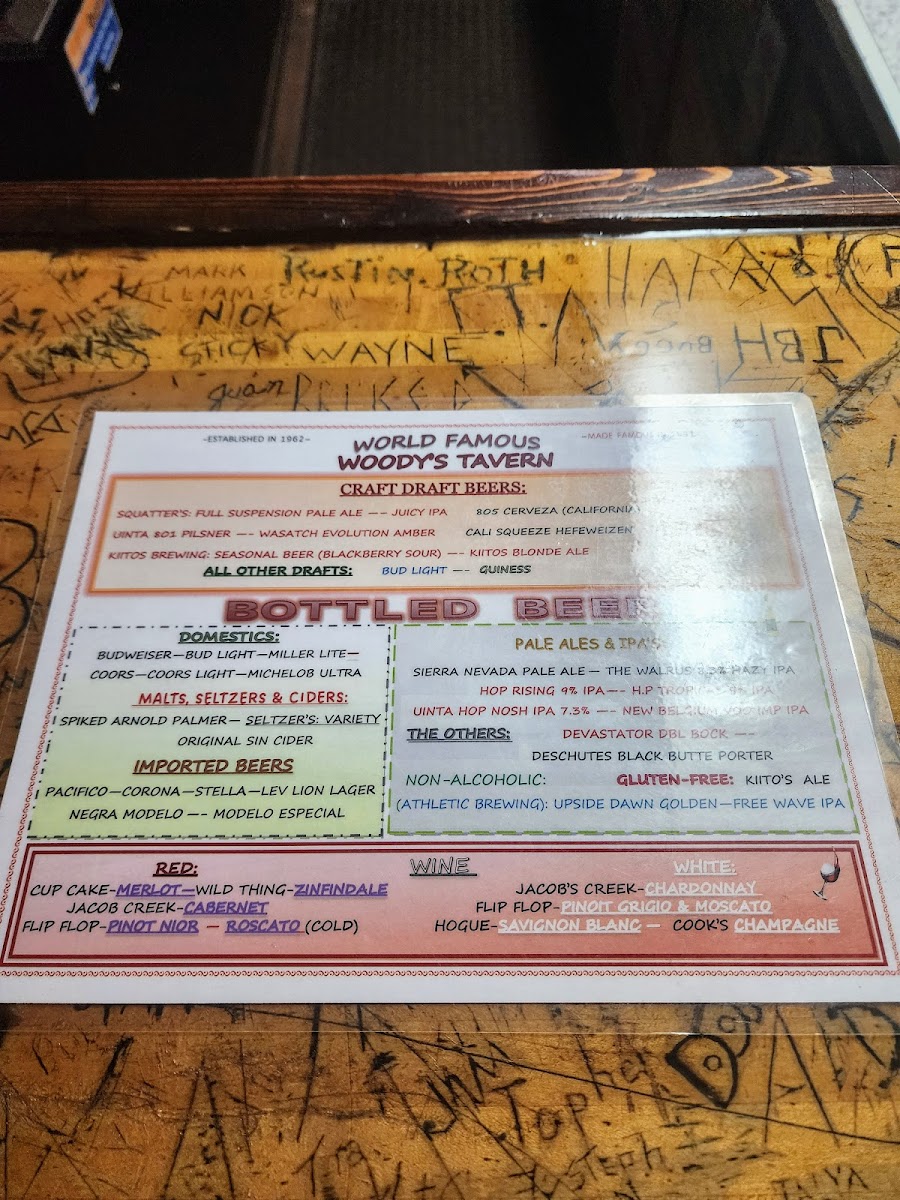 MARK
WILLIAMSON
RUSTIN ROTH
HARRY
NICK
STICKY WAYNE
JBH
Juan
-ESTABLISHED IN 1962-
WORLD FAMOUS
WOODY'S TAVERN
-MADE FAMOUS
CRAFT DRAFT BEERS:
SQUATTER'S: FULL SUSPENSION PALE ALE -- JUICY IPA 805 CERVEZA (CALIFORNIA
UINTA 801 PILSNER --- WASATCH EVOLUTION AMBER CALI SQUEEZE HEFEWEIZEN
KIITOS BREWING: SEASONAL BEER (BLACKBERRY SOUR) --- KIITOS BLONDE ALE
ALL OTHER DRAFTS: BUD LIGHT --- GUINESS
BOTTLED BEER
DOMESTICS:
BUDWEISER—BUD LIGHT—MILLER LITE—
COORS—COORS LIGHT—MICHELOB ULTRA
MALTS, SELTZERS & CIDERS:
SPIKED ARNOLD PALMER— SELTZER'S: VARIETY
ORIGINAL SIN CIDER
IMPORTED BEERS
PACIFICO—CORONA—STELLA—LEV LION LAGER
NEGRA MODELO --- MODELO ESPECIAL
PALE ALES & IPA'S
SIERRA NEVADA PALE ALE— THE WALRUS HAZY IPA
HOP RISING 9% IPA--- H.P IPA
UINTA HOP NOSH IPA 7.3% --- NEW BELGIUM IMP IPA
THE OTHERS: DEVASTATOR DBL BOCK ---
DESCHUTES BLACK BUTTE PORTER
NON-ALCOHOLIC: GLUTEN-FREE: KIITO'S ALE
(ATHLETIC BREWING): UPSIDE DAWN GOLDEN—FREE WAVE IPA
WINE
RED:
CUP CAKE-MERLOT—WILD THING-ZINFINDALE
JACOB CREEK-CABERNET
FLIP FLOP-PINOT NIOR — ROSCATO (COLD)
WHITE:
JACOB'S CREEK-CHARDONNAY
FLIP FLOP-PINOIT GRIGIO & MOSCATO
HOGUE-SAVIGNON BLANC — COOK'S CHAMPAGNE